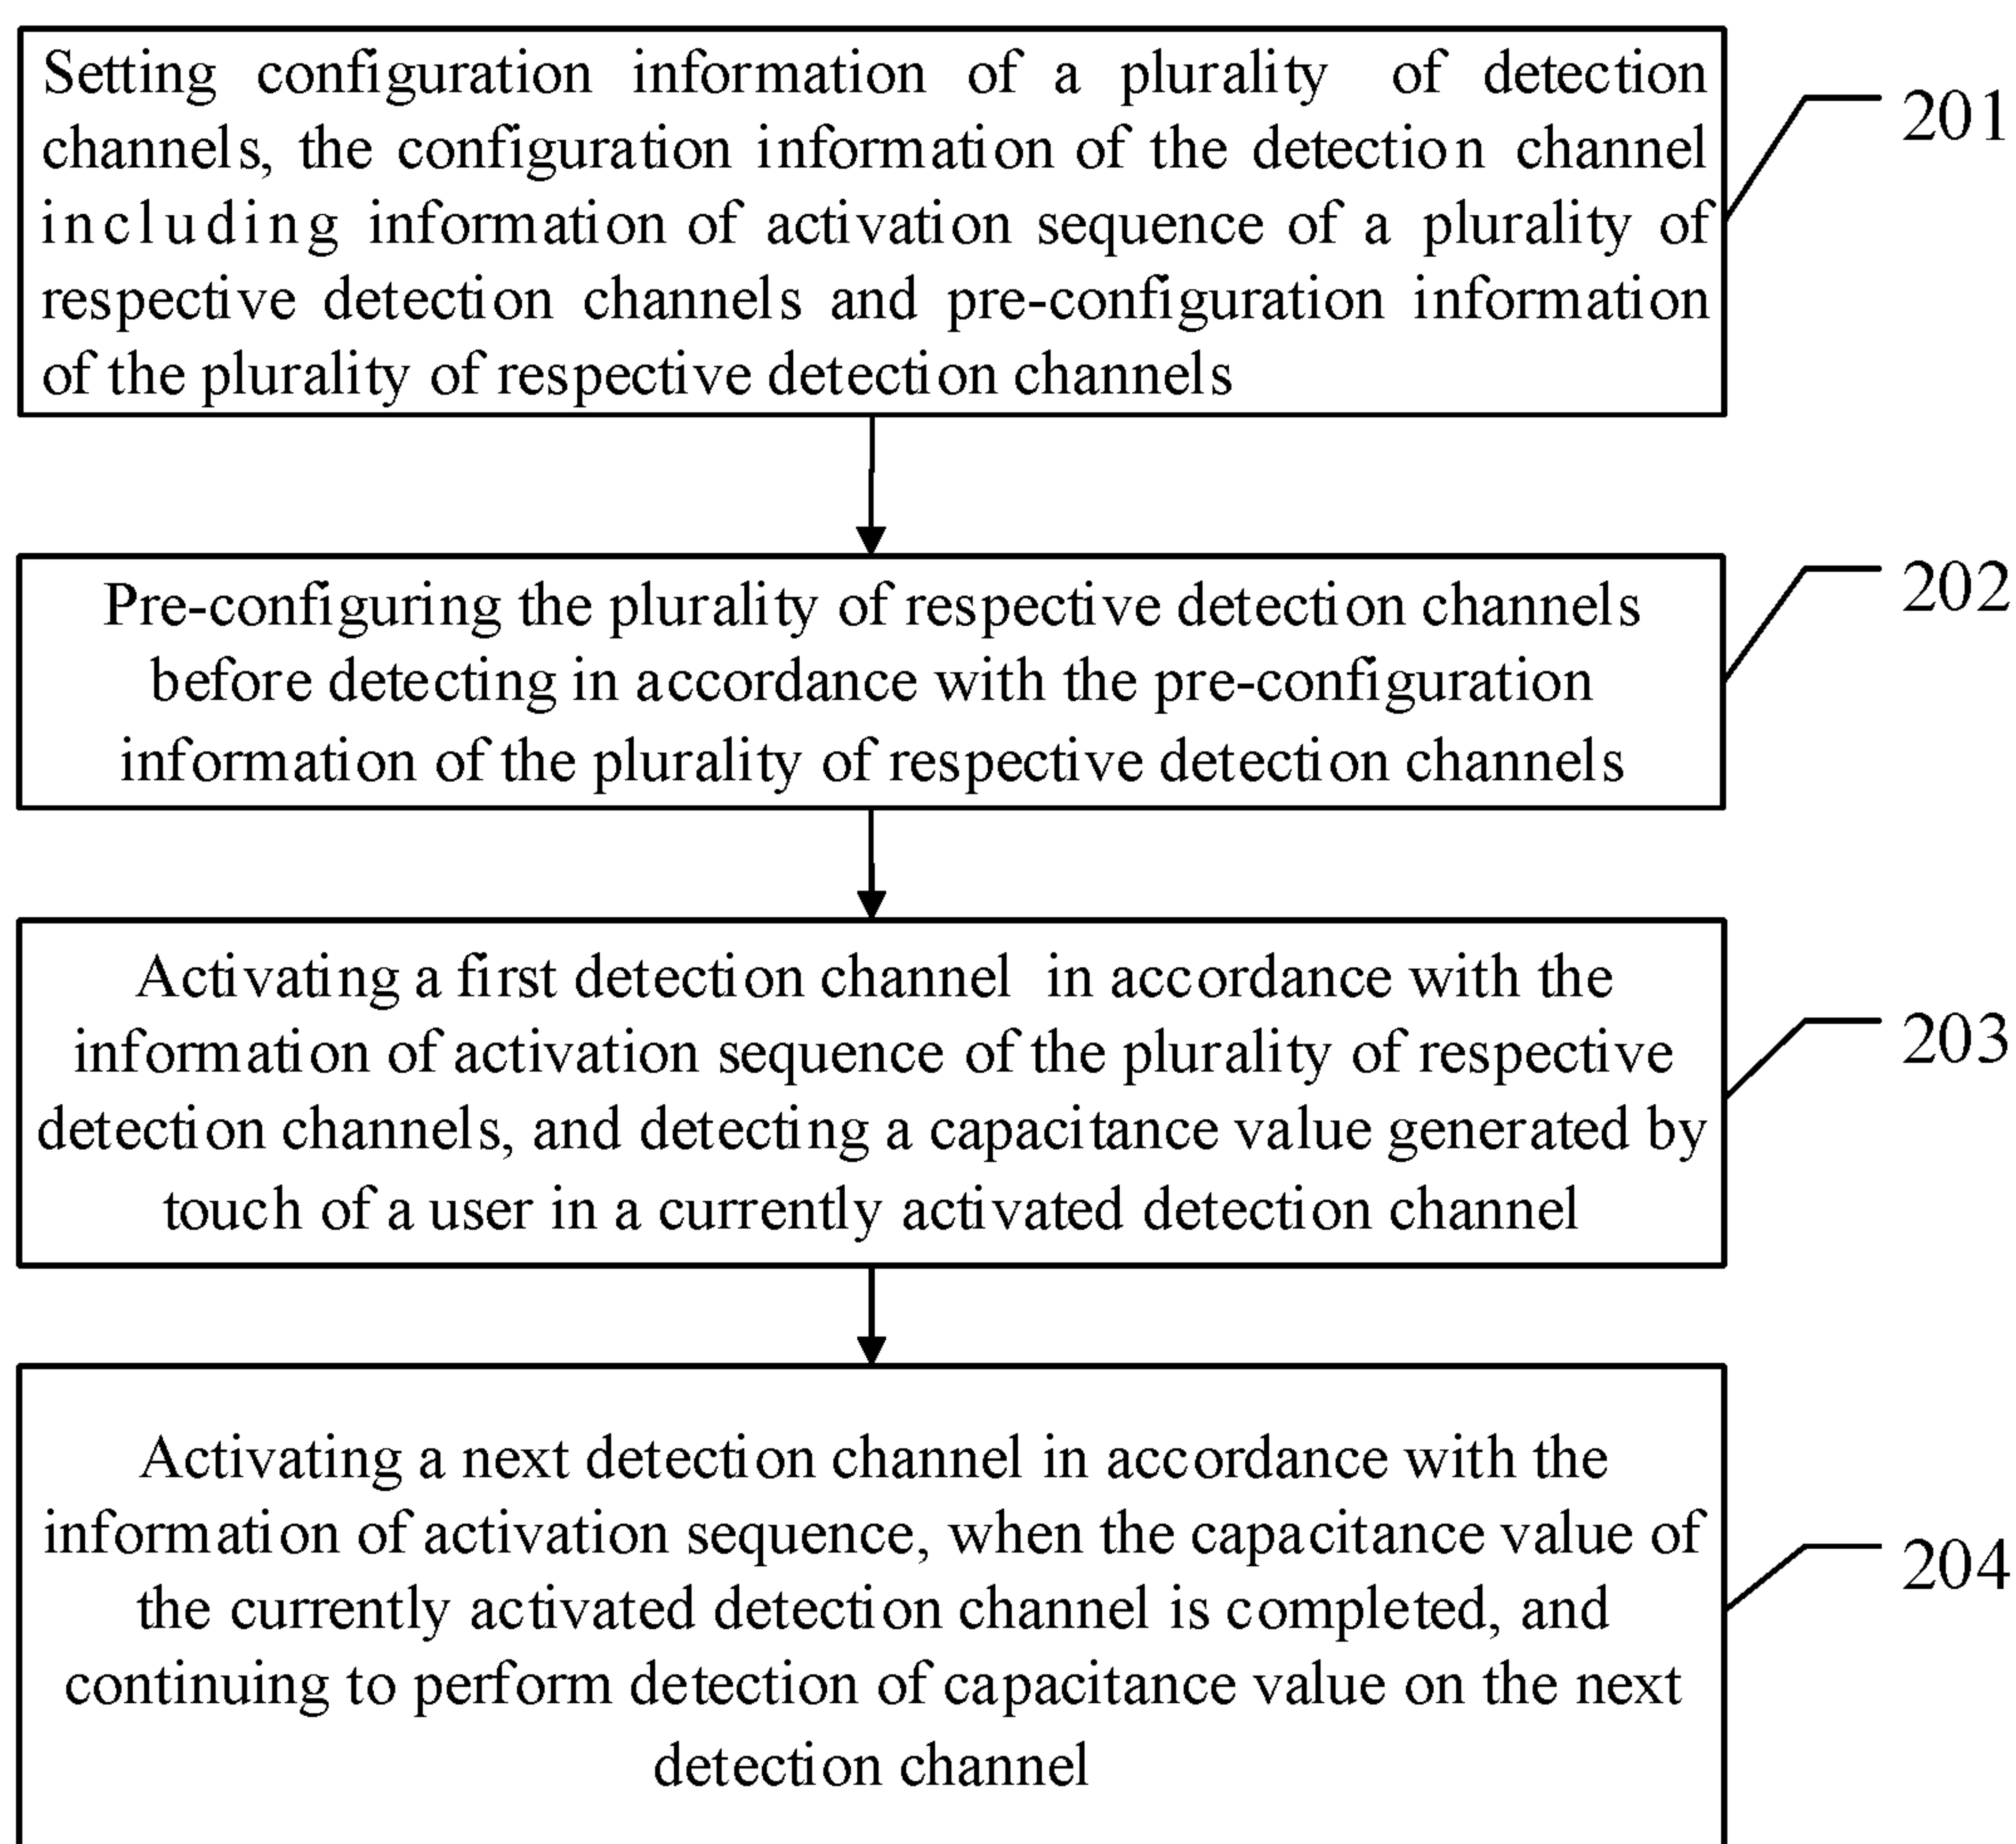 Setting configuration information of a plurality of detection
channels, the configuration information of the detection channel
including information of activation sequence of a plurality of
respective detection channels and pre-configuration information
of the plurality of respective detection channels
201
Pre-configuring the plurality of respective detection channels
before detecting in accordance with the pre-configuration
information of the plurality of respective detection channels
202
Activating a first detection channel in accordance with the
information of activation sequence of the plurality of respective
detection channels, and detecting a capacitance value generated by
touch of a user in a currently activated detection channel
203
Activating a next detection channel in accordance with the
information of activation sequence, when the capacitance value of
the currently activated detection channel is completed, and
continuing to perform detection of capacitance value on the next
detection channel
204